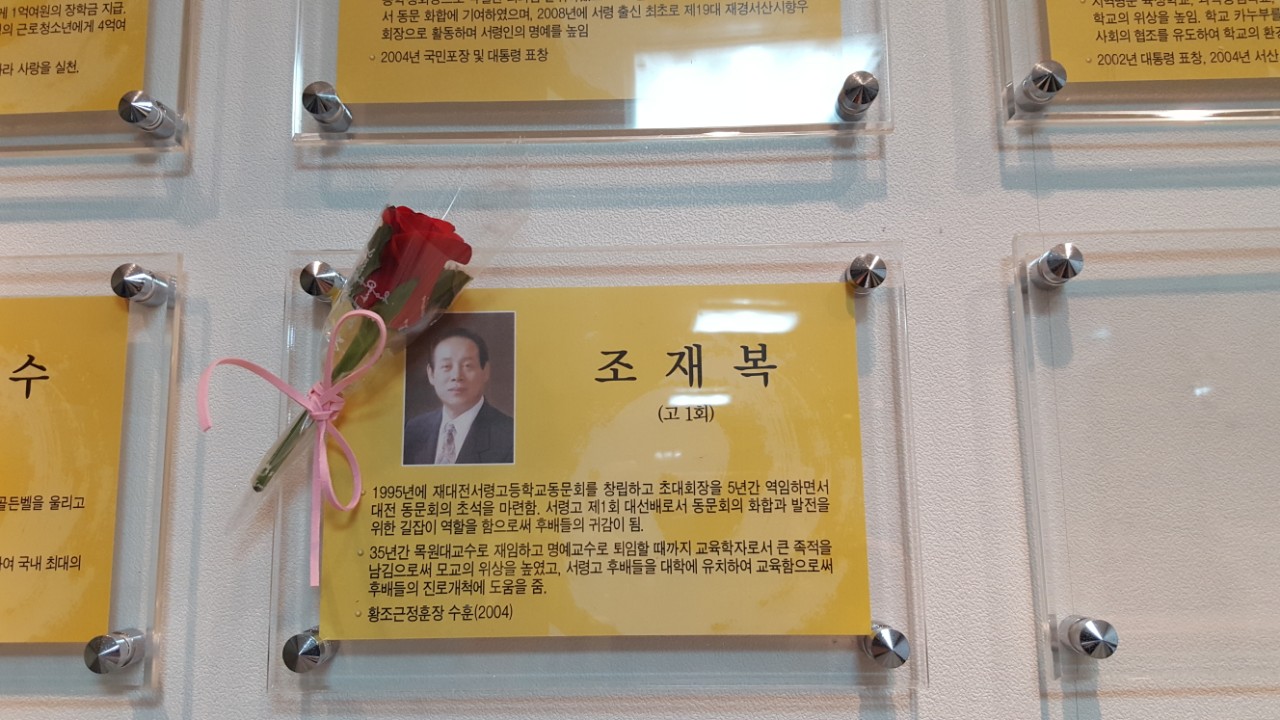 1억여원의 장학금 지급,
근로청소년에게 4억여
사랑을 실천.
서 동문 화합에 기여하였으며, 2008년에 서령 출신 최초로 제19대 재경서산시향우
회장으로 활동하며 서령인의 명예를 높임
◦ 2004년 국민포장 및 대통령 표창
학교의 위상을 높임. 학교 카누부를
사회의 협조를 유도하여 학교의 환경
◦ 2002년 대통령 표창, 2004년 서산
수
골든벨을 울리고
여 국내 최대의
조 재 복
(고 1회)
◦ 1995년에 재대전서령고등학교동문회를 창립하고 초대회장을 5년간 역임하면서
대전 동문회의 초석을 마련함. 서령고 제1회 대선배로서 동문회의 화합과 발전을
위한 길잡이 역할을 함으로써 후배들의 귀감이 됨.
◦ 35년간 목원대교수로 재임하고 명예교수로 퇴임할 때까지 교육학자로서 큰 족적을
남김으로써 모교의 위상을 높였고, 서령고 후배들을 대학에 유치하여 교육함으로써
후배들의 진로개척에 도움을 줌.
◦ 황조근정훈장 수훈(2004)